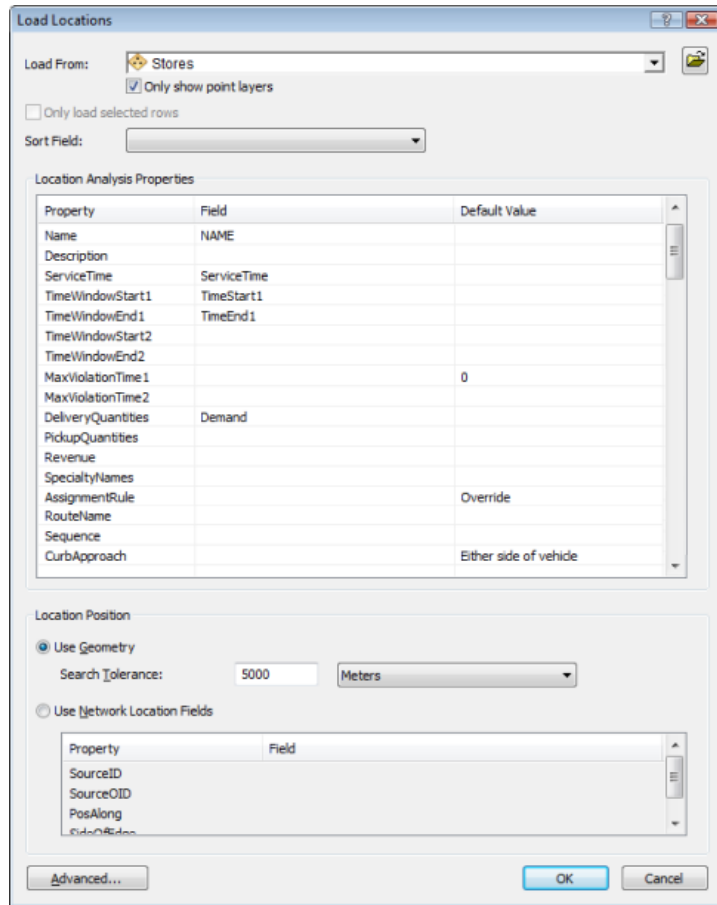 Load Locations
Load From: Stores
Only show point layers
Only load selected rows
Sort Field:
Location Analysis Properties
Property Field Default Value
Name NAME
Description
ServiceTime ServiceTime
TimeWindowStart1 TimeStart1
TimeWindowEnd1 TimeEnd1
TimeWindowStart2
TimeWindowEnd2
MaxViolationTime1 0
MaxViolationTime2
DeliveryQuantities Demand
PickupQuantities
Revenue
SpecialtyNames
AssignmentRule Override
RouteName
Sequence
CurbApproach Either side of vehicle
Location Position
Use Geometry
Search Tolerance: 5000 Meters
Use Network Location Fields
Property Field
SourceID
SourceOID
PosAlong
SideOfEdge
Advanced... OK Cancel